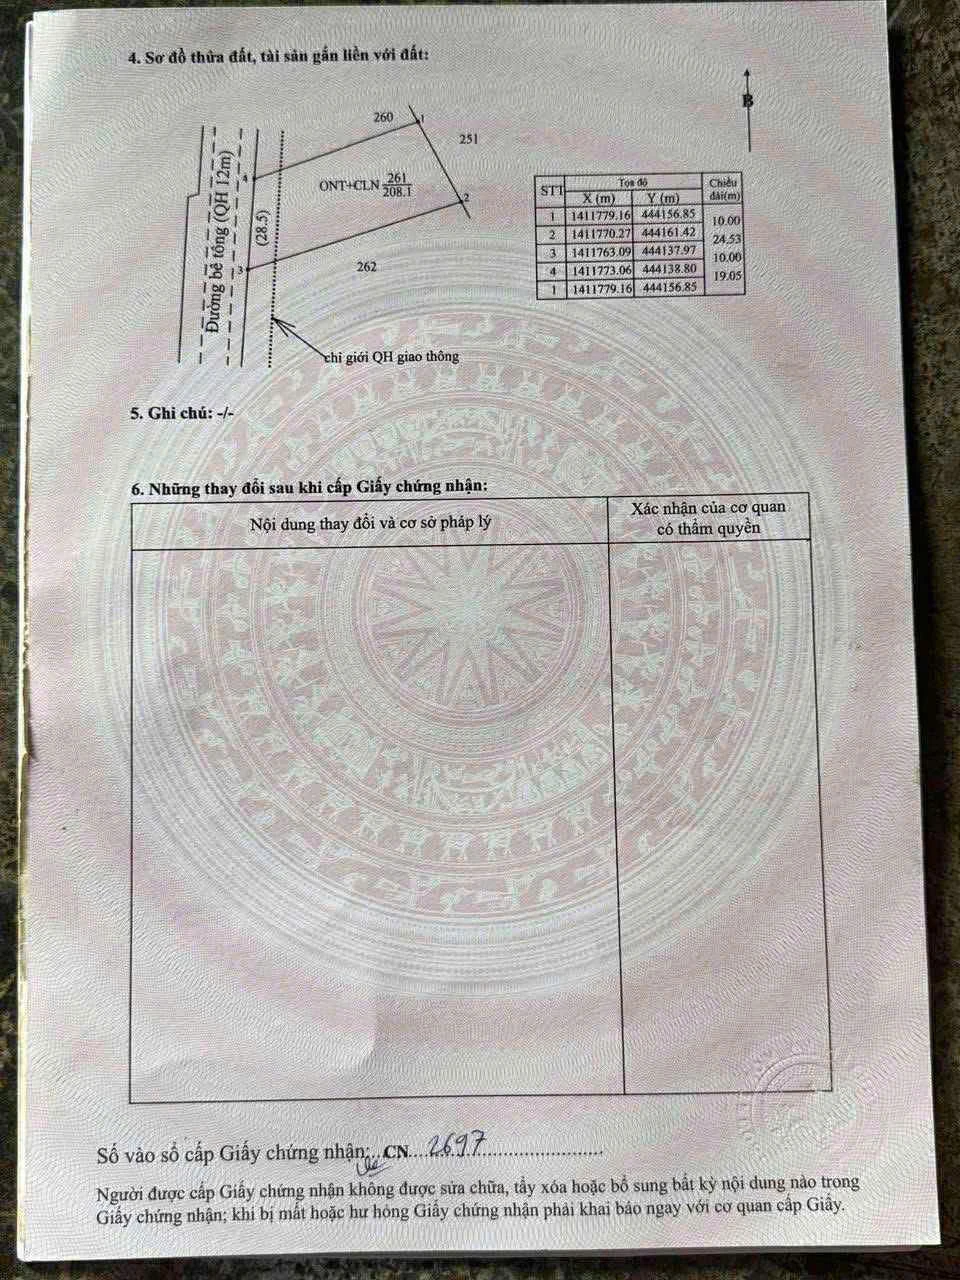 4. Sơ đồ thửa đất, tài sản gắn liền với đất:
B
260
1
251
ONT+CLN 261
208.1
4
2
3
262
(28.5)
Đường bê tông (QH 12m)
chỉ giới QH giao thông
STT Tọa độ Chiều dài(m)
X (m) Y (m)
1 1411779.16 444156.85
10.00
2 1411770.27 444161.42
24.53
3 1411763.09 444137.97
10.00
4 1411773.06 444138.80
19.05
1 1411779.16 444156.85
5. Ghi chú: -/-
6. Những thay đổi sau khi cấp Giấy chứng nhận:
Nội dung thay đổi và cơ sở pháp lý
Xác nhận của cơ quan
có thẩm quyền
Số vào sổ cấp Giấy chứng nhận:...CN....2697........................
Người được cấp Giấy chứng nhận không được sửa chữa, tẩy xóa hoặc bổ sung bất kỳ nội dung nào trong
Giấy chứng nhận; khi bị mất hoặc hư hỏng Giấy chứng nhận phải khai báo ngay với cơ quan cấp Giấy.